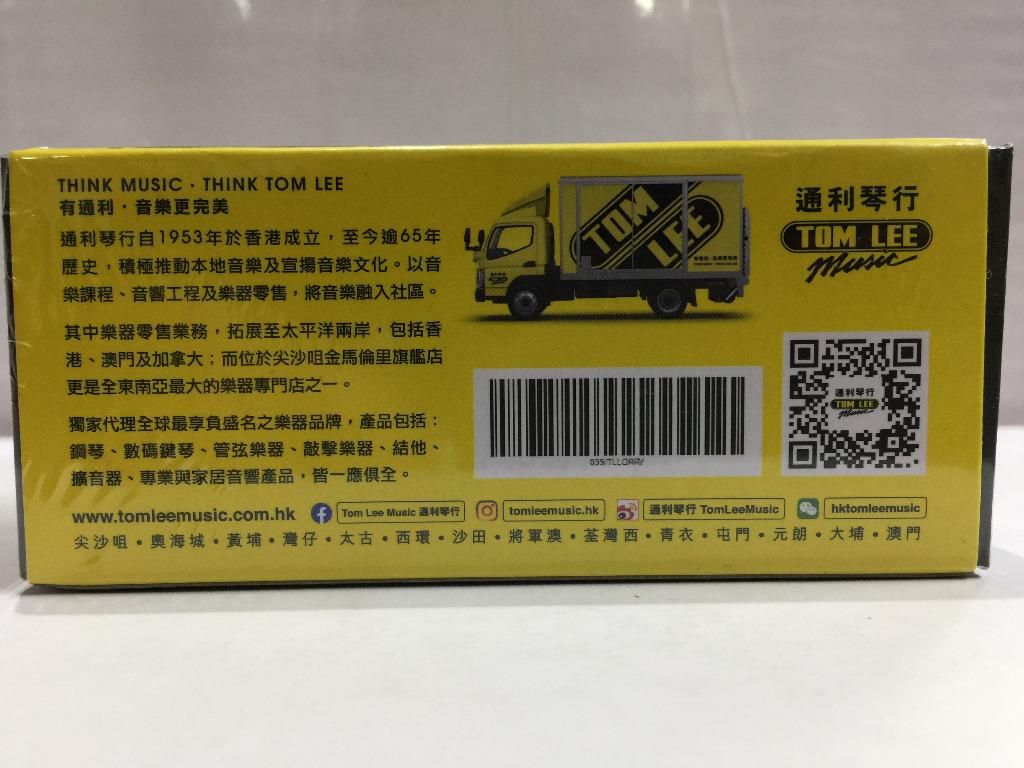 THINK MUSIC · THINK TOM LEE
有通利 · 音樂更完美
通利琴行自1953年於香港成立，至今逾65年
歷史，積極推動本地音樂及宣揚音樂文化。以音
樂課程、音響工程及樂器零售，將音樂融入社區。
其中樂器零售業務，拓展至太平洋兩岸，包括香
港、澳門及加拿大；而位於尖沙咀金馬倫里旗艦店
更是全東南亞最大的樂器專門店之一。
獨家代理全球最享負盛名之樂器品牌，產品包括：
鋼琴、數碼鍵琴、管弦樂器、敲擊樂器、結他、
擴音器、專業與家居音響產品，皆一應俱全。
TOM
LEE
通利琴行
TOM LEE
Music
通利琴行
TOM LEE
Music
www.tomleemusic.com.hk Tom Lee Music 通利琴行 tomleemusic.hk 通利琴行 TomLeeMusic hktomleemusic
尖沙咀 · 奧海城 · 黃埔 · 灣仔 · 太古 · 西環 · 沙田 · 將軍澳 · 荃灣西 · 青衣 · 屯門 · 元朗 · 大埔 · 澳門